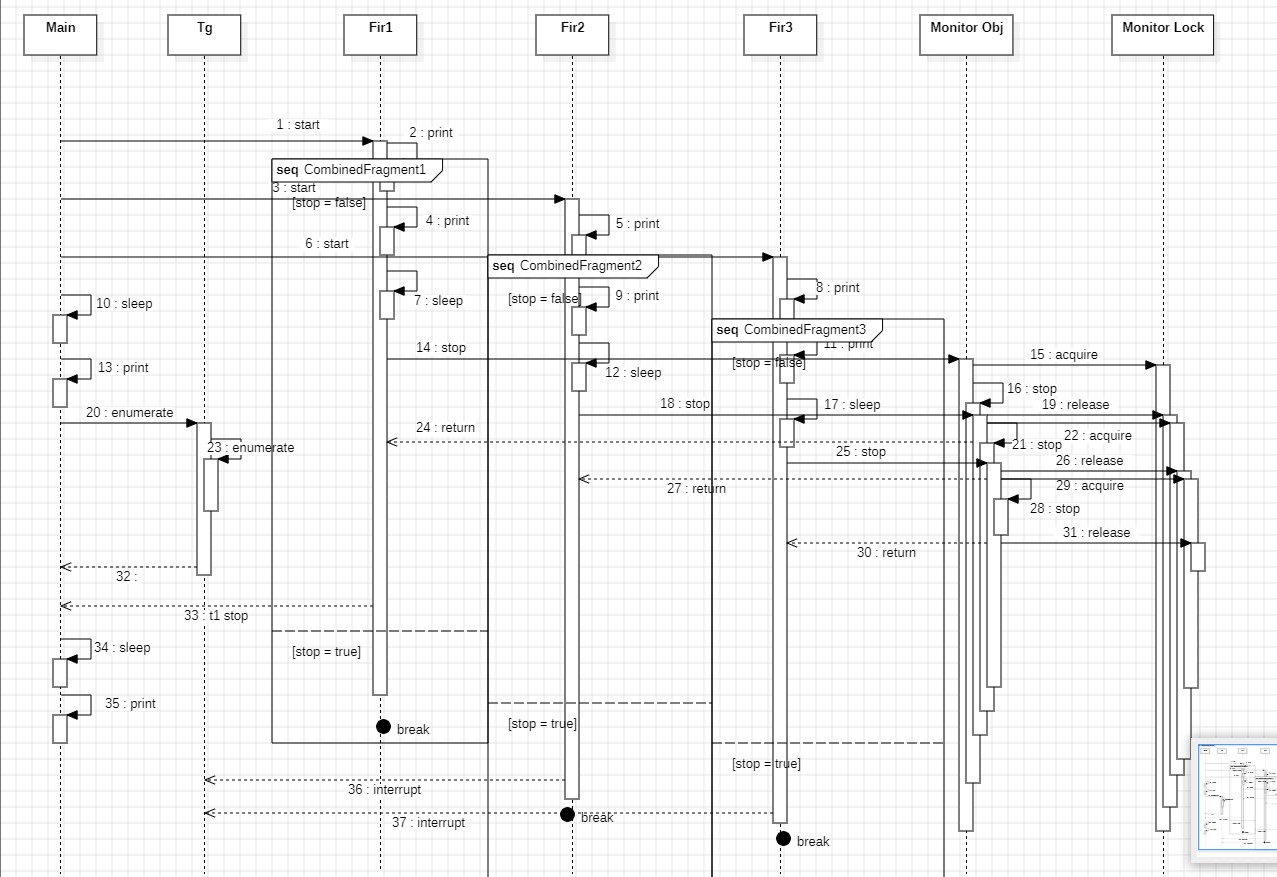 Main
Tg
Fir1
Fir2
Fir3
Monitor Obj
Monitor Lock
1 : start
2 : print
seq CombinedFragment1
3 : start
[stop = false]
4 : print
5 : print
6 : start
seq CombinedFragment2
8 : print
[stop = false]
9 : print
7 : sleep
10 : sleep
seq CombinedFragment3
11 : print
14 : stop
15 : acquire
[stop = false]
13 : print
12 : sleep
16 : stop
18 : stop
17 : sleep
19 : release
20 : enumerate
24 : return
22 : acquire
23 : enumerate
21 : stop
25 : stop
26 : release
27 : return
29 : acquire
28 : stop
31 : release
30 : return
32 :
33 : t1 stop
34 : sleep
[stop = true]
35 : print
break
[stop = true]
[stop = true]
36 : interrupt
break
37 : interrupt
break